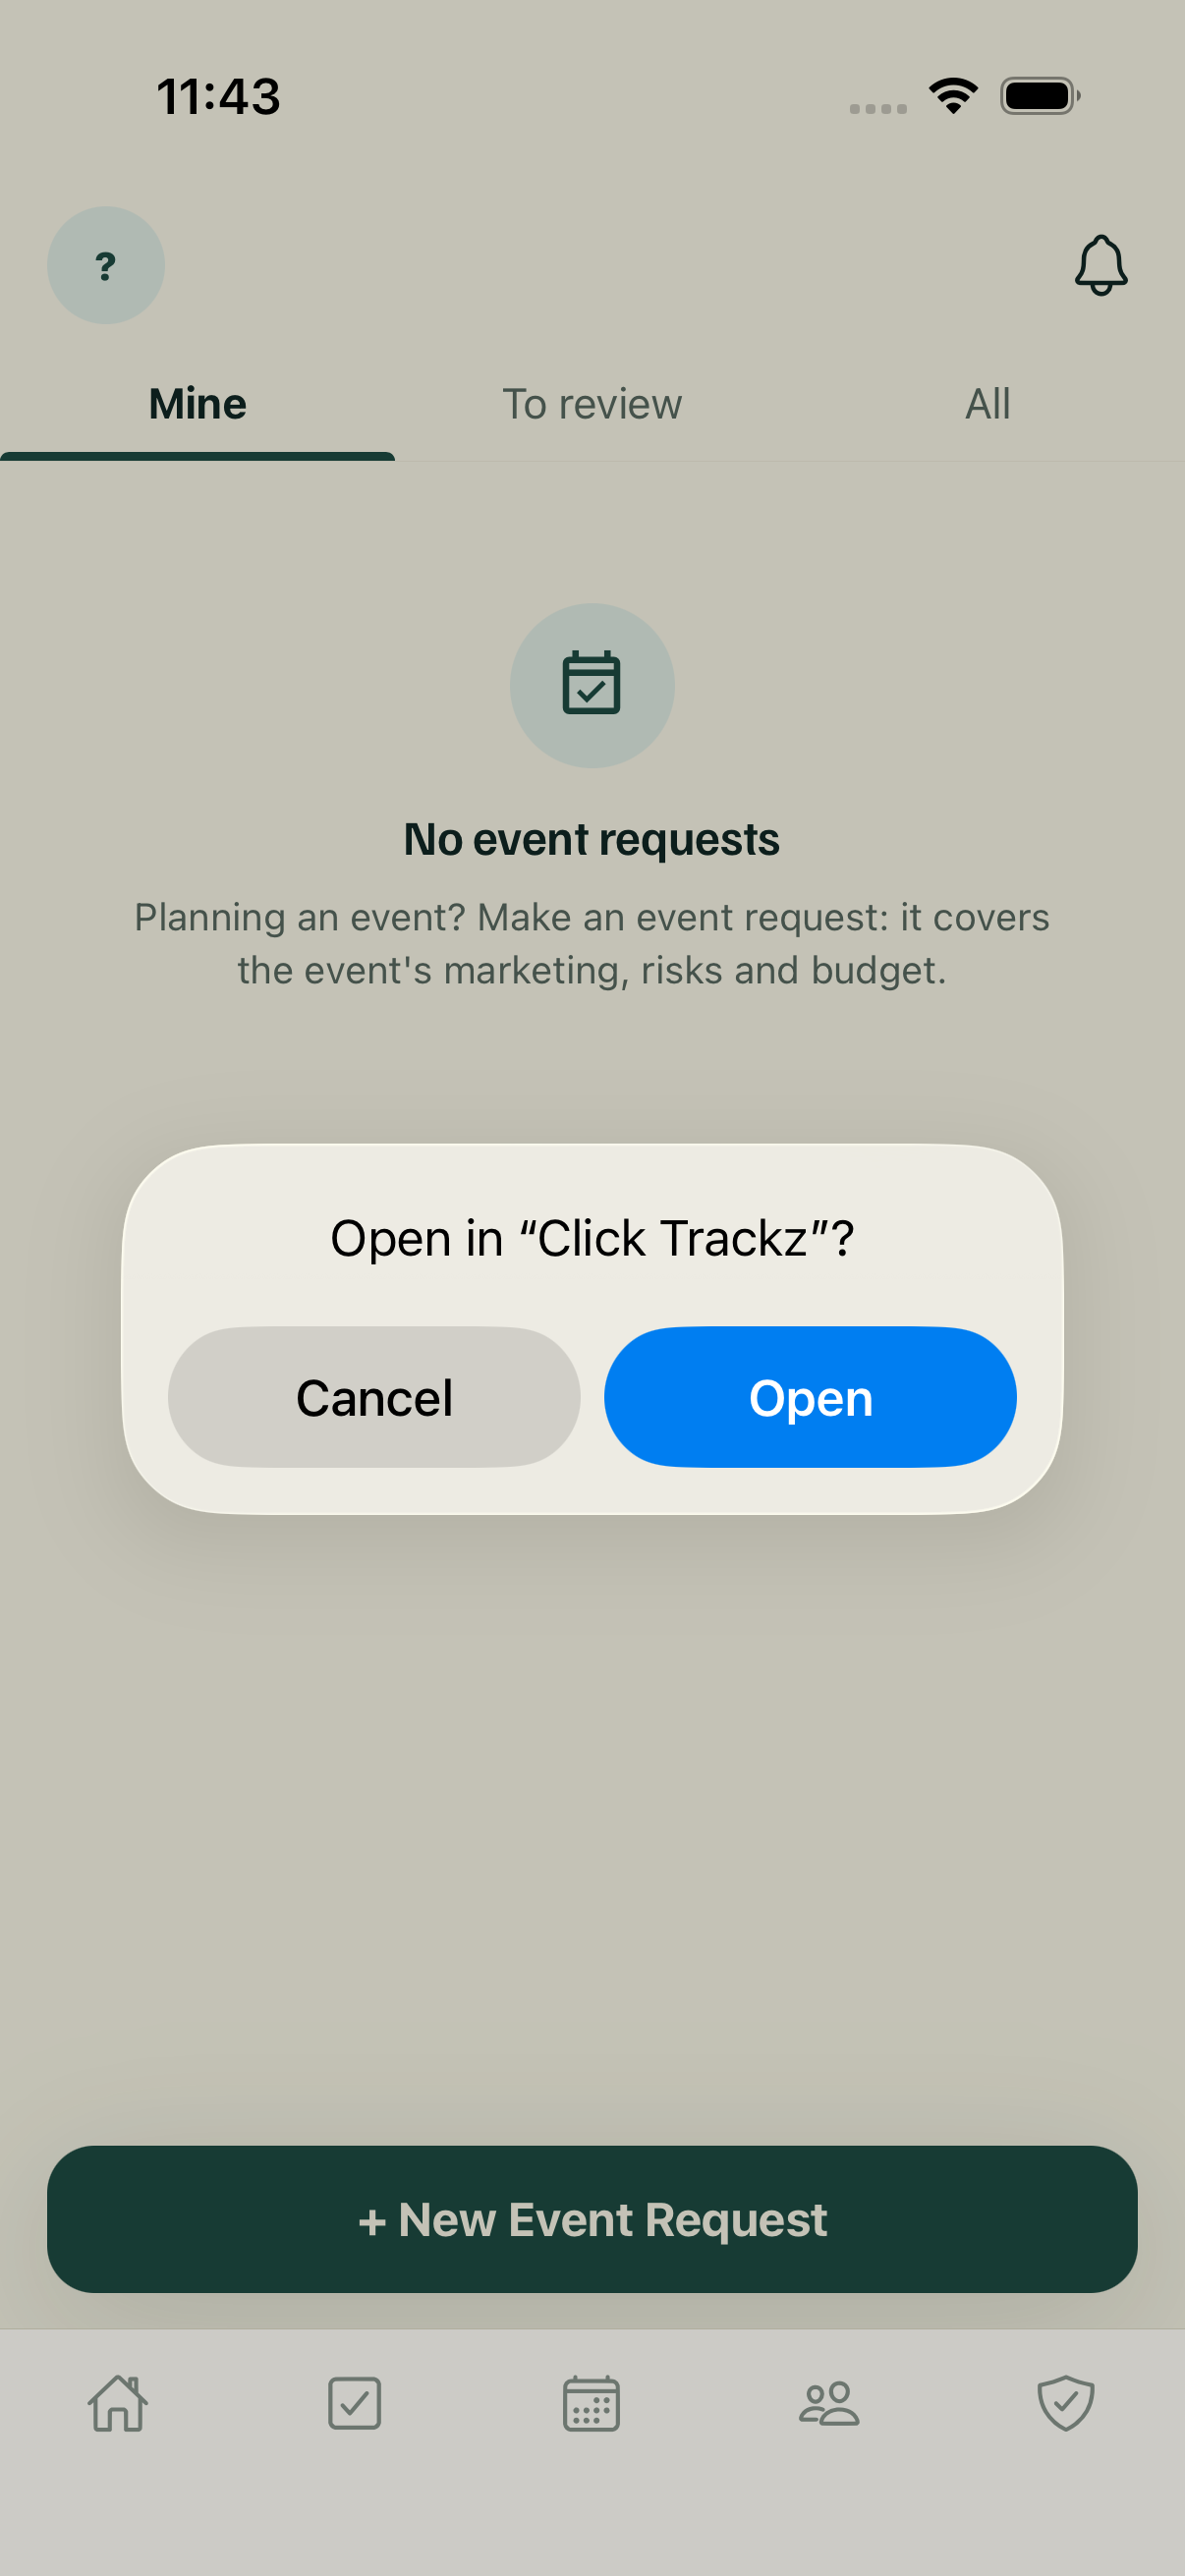 11:43
?
Mine
To review
All
No event requests
Planning an event? Make an event request: it covers
the event's marketing, risks and budget.
Open in “Click Trackz”?
Cancel
Open
+ New Event Request